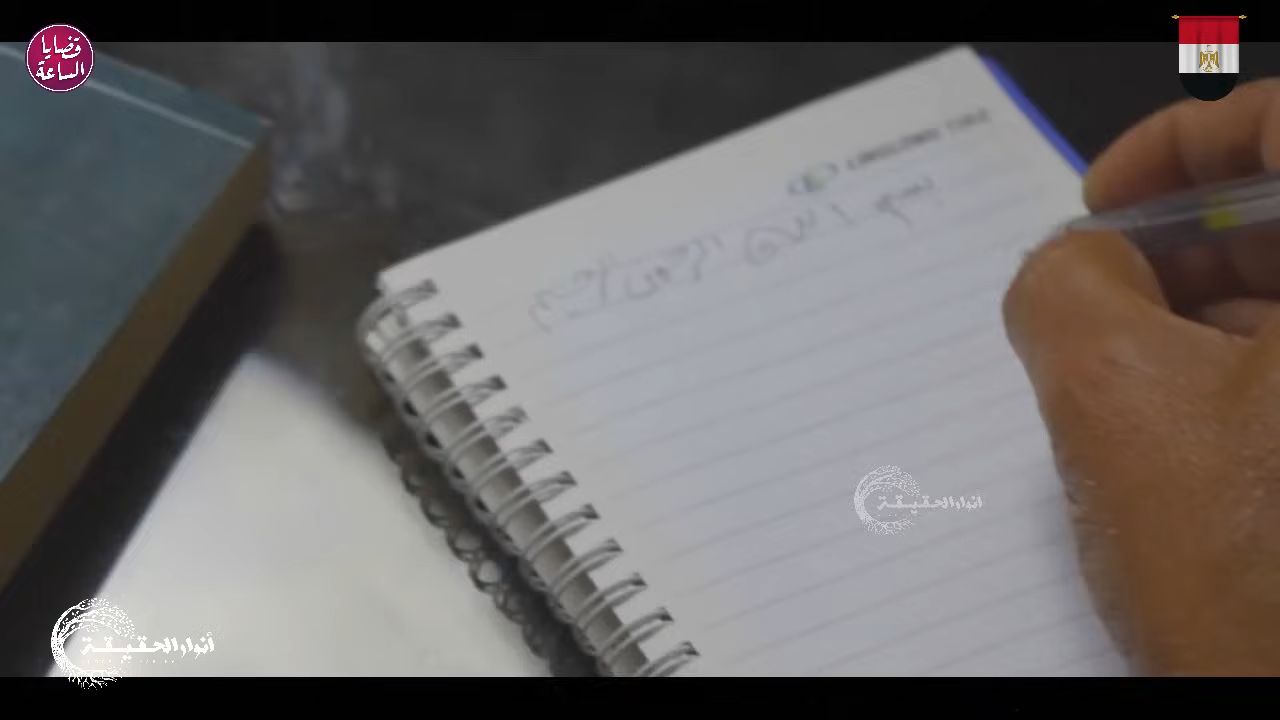 قضايا
الساعة
بسم الله الرحمن الرحيم
أنوار الحقيقة
أنوار الحقيقة